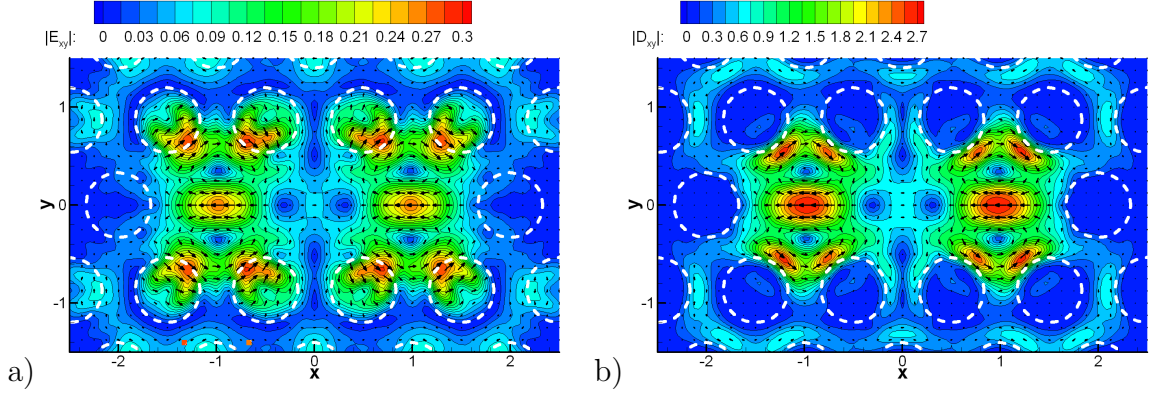 |E_xy|: 0 0.03 0.06 0.09 0.12 0.15 0.18 0.21 0.24 0.27 0.3
y
1
0
-1
-2 -1 0 1 2
x
a)
|D_xy|: 0 0.3 0.6 0.9 1.2 1.5 1.8 2.1 2.4 2.7
y
1
0
-1
-2 -1 0 1 2
x
b)